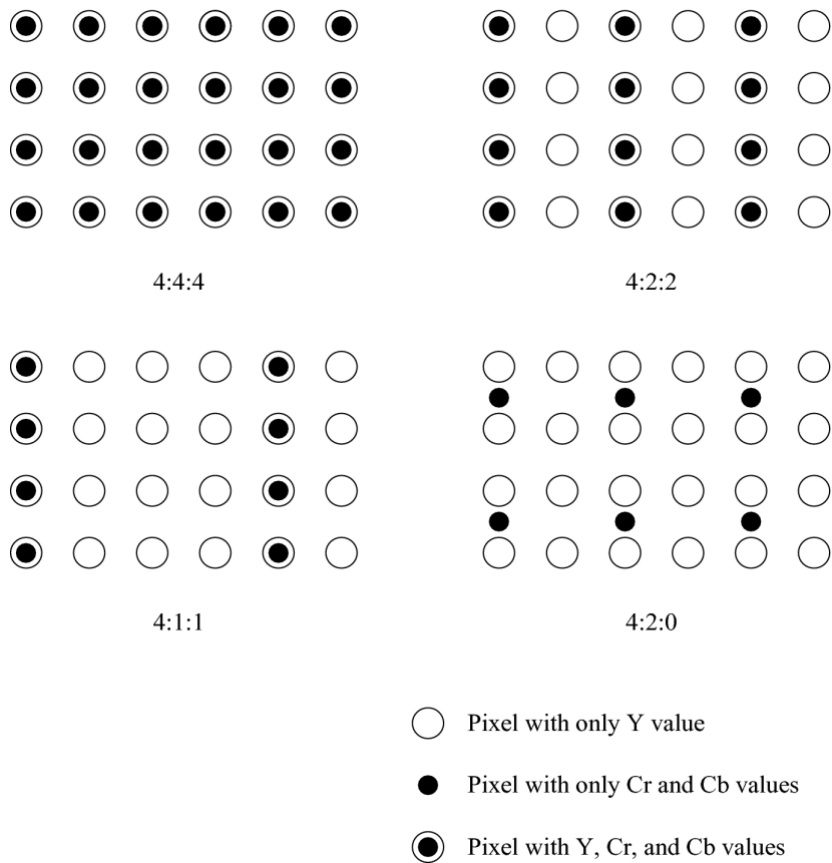 4:4:4
4:2:2
4:1:1
4:2:0
Pixel with only Y value
Pixel with only Cr and Cb values
Pixel with Y, Cr, and Cb values